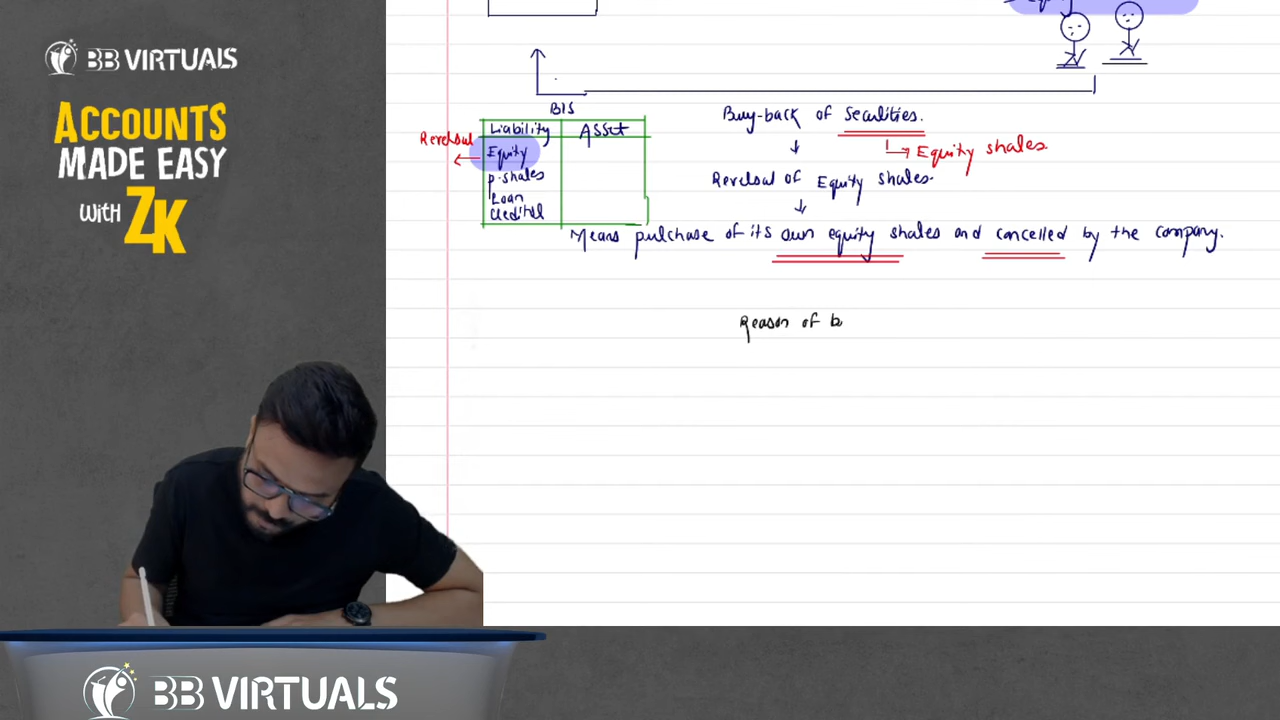 BB VIRTUALS
ACCOUNTS
MADE EASY
WITH ZK
B|S
Liability Asset
Reversal
Equity
p. shares
Loan
creditor
Buy-back of Securities.
Equity shares
Reversal of Equity shares.
Means purchase of its own equity shares and cancelled by the company.
Reason of b
BB VIRTUALS